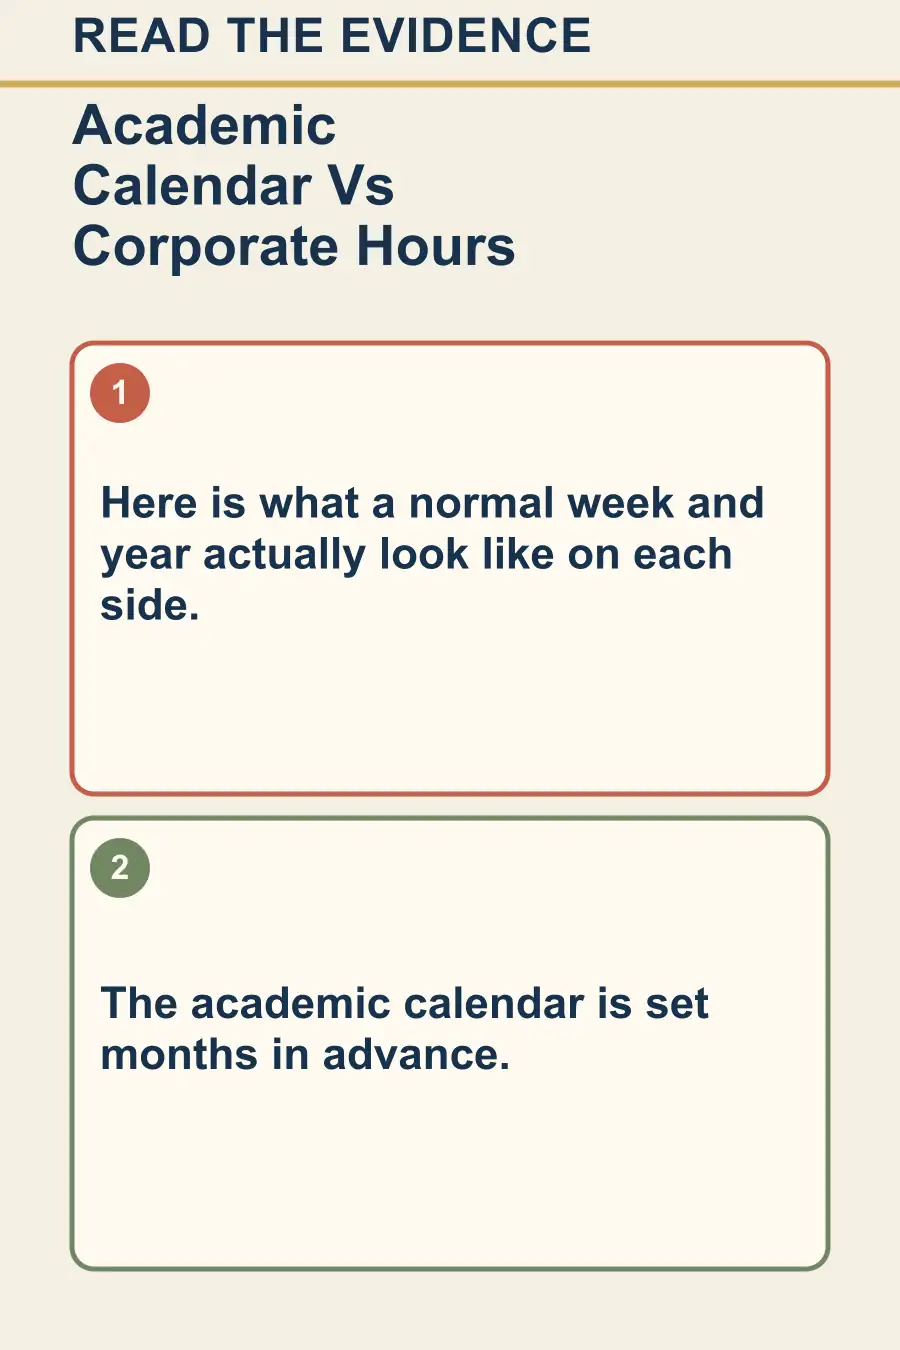 READ THE EVIDENCE
Academic
Calendar Vs
Corporate Hours
1
Here is what a normal week and
year actually look like on each
side.
2
The academic calendar is set
months in advance.